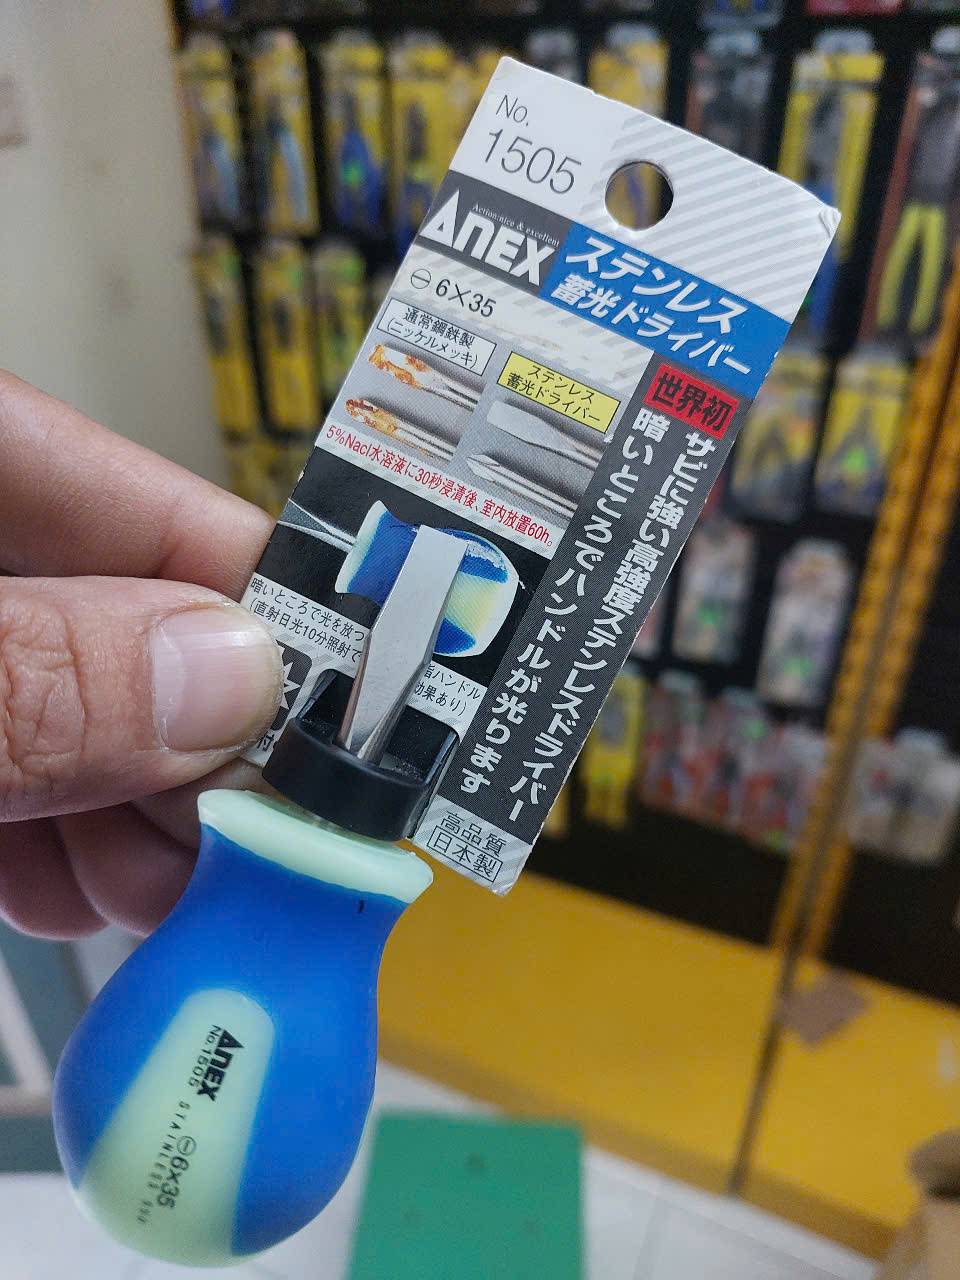 No.
1505
Action:nice & excellent
ANEX
ステンレス
蓄光ドライバー
⊖ 6×35
通常鋼鉄製
(ニッケルメッキ)
ステンレス
蓄光ドライバー
5%Nacl水溶液に30秒浸漬後、室内放置60h。
世界初
サビに強い高強度ステンレスドライバー
暗いところでハンドルが光ります
暗いところで光を放つ
(直射日光10分照射で
ハンドル
効果あり)
付
高品質
日本製
ANEX
No.1505
⊖6×35
STAINLESS